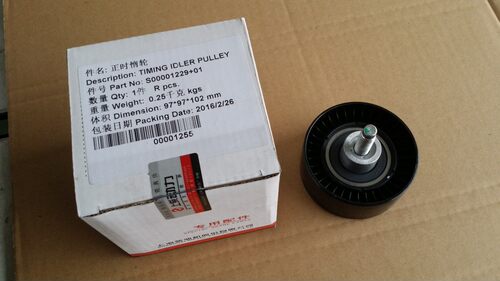 件名: 正时惰轮
Description: TIMING IDLER PULLEY
件号 Part No: S00001229+01
数量 Qty: 1件 R pcs.
重量 Weight: 0.25千克 kgs
体积 Dimension: 97*97*102 mm
包装日期 Packing Date: 2016/2/26
00001255
专用配件